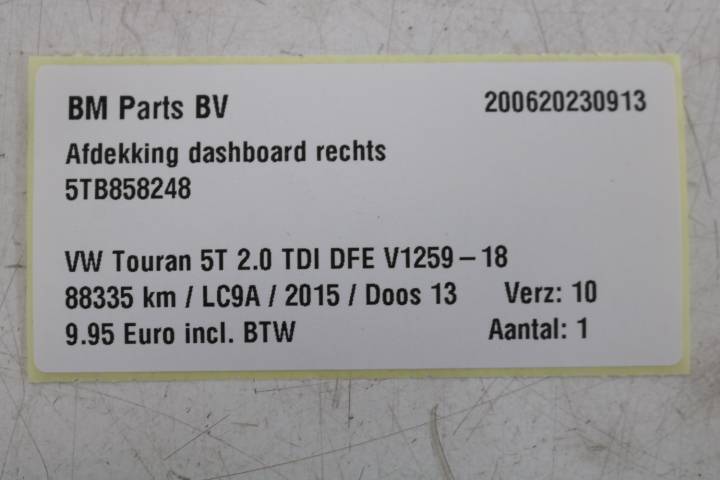 BM Parts BV 200620230913
Afdekking dashboard rechts
5TB858248
VW Touran 5T 2.0 TDI DFE V1259-18
88335 km / LC9A / 2015 / Doos 13 Verz: 10
9.95 Euro incl. BTW Aantal: 1